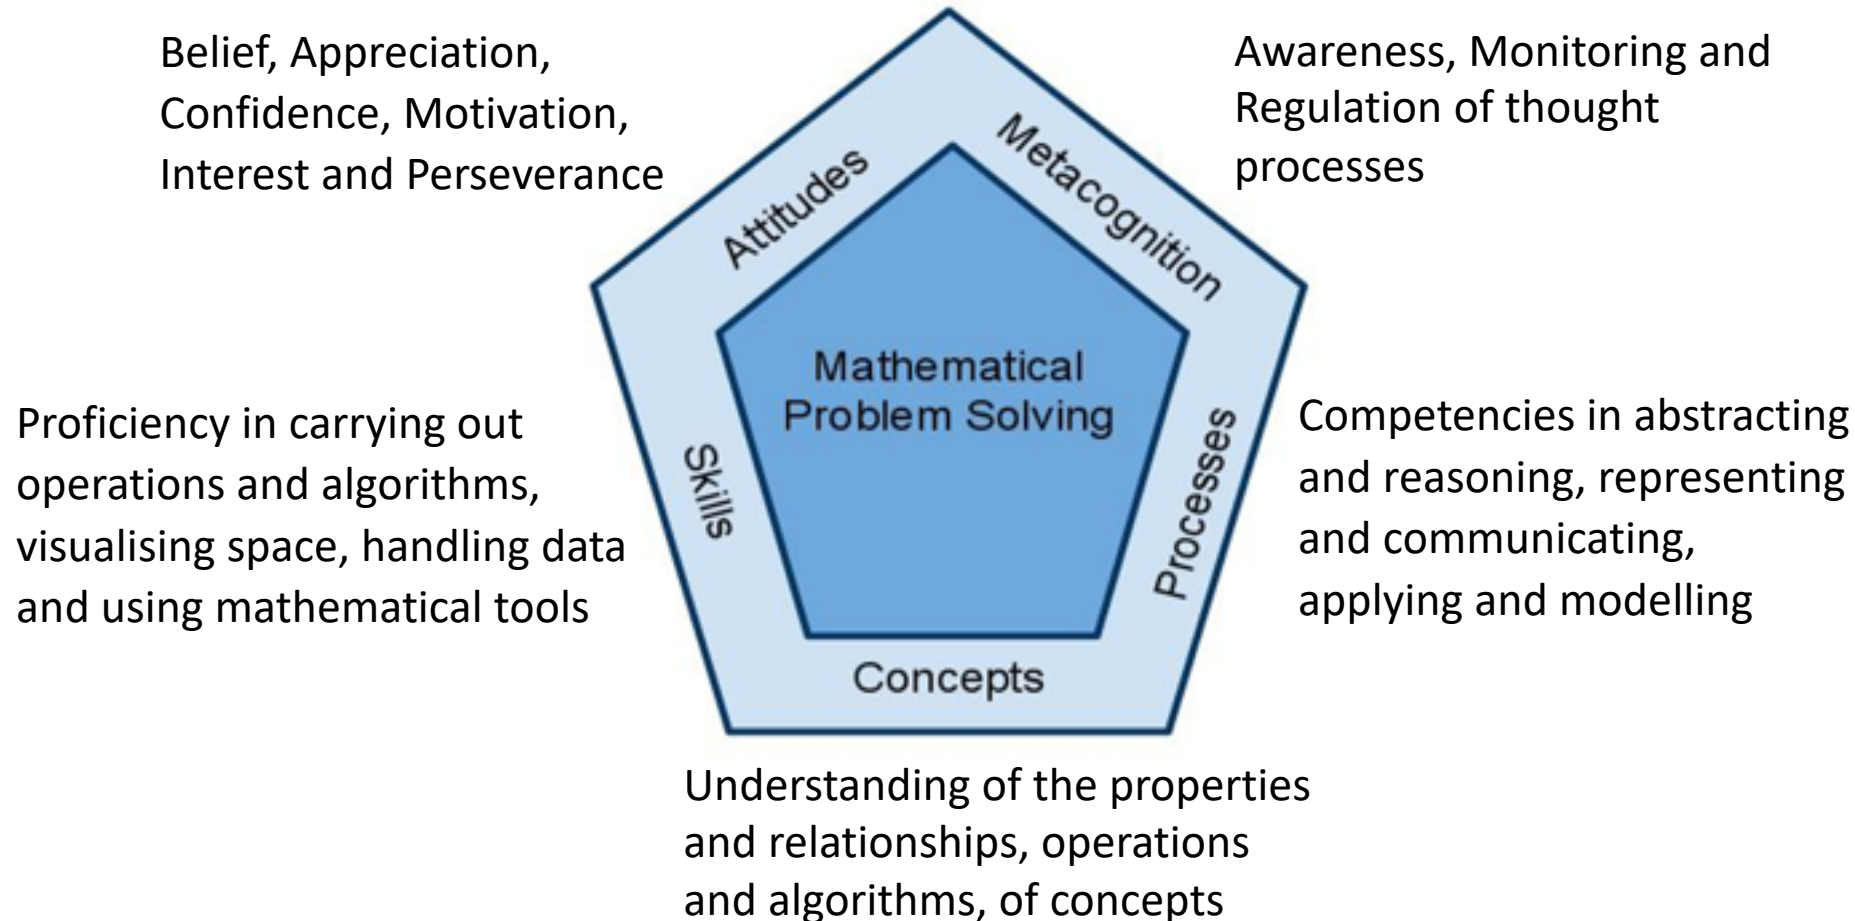 Belief, Appreciation,
Confidence, Motivation,
Interest and Perseverance
Awareness, Monitoring and
Regulation of thought
processes
Attitudes
Metacognition
Mathematical
Problem Solving
Proficiency in carrying out
operations and algorithms,
visualising space, handling data
and using mathematical tools
Skills
Processes
Competencies in abstracting
and reasoning, representing
and communicating,
applying and modelling
Concepts
Understanding of the properties
and relationships, operations
and algorithms, of concepts